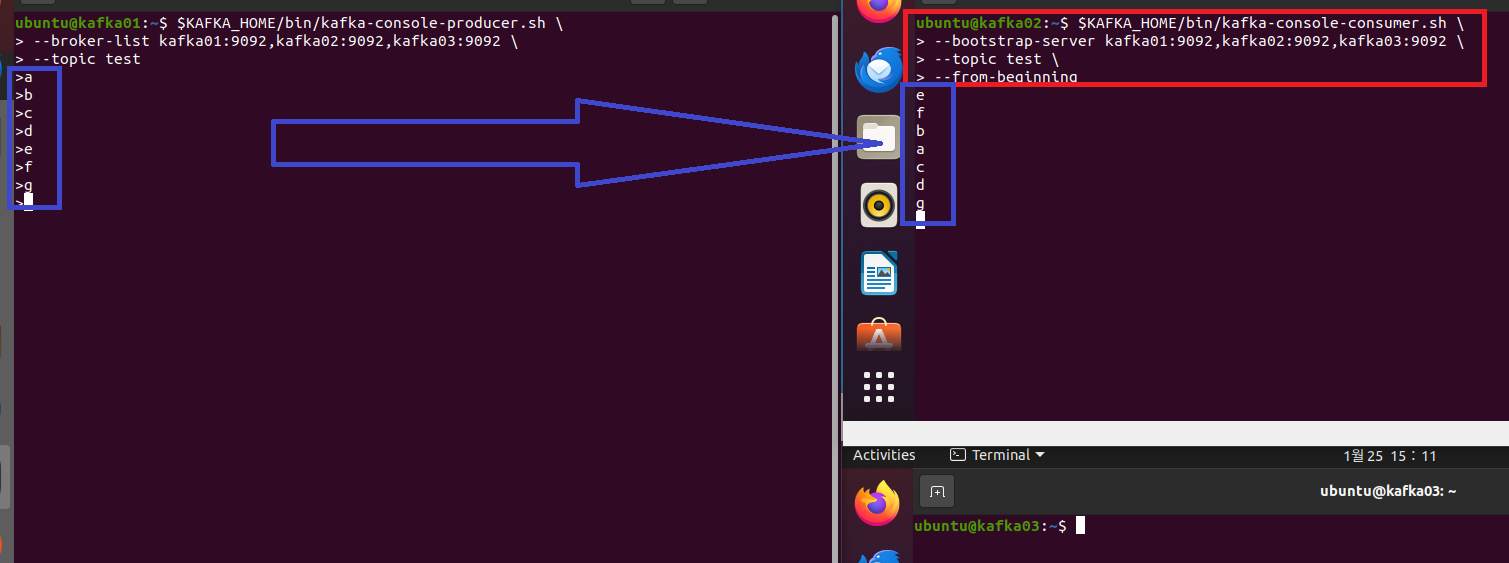 ubuntu@kafka01:~$ $KAFKA_HOME/bin/kafka-console-producer.sh \
> --broker-list kafka01:9092,kafka02:9092,kafka03:9092 \
> --topic test
>a
>b
>c
>d
>e
>f
>g
>
ubuntu@kafka02:~$ $KAFKA_HOME/bin/kafka-console-consumer.sh \
> --bootstrap-server kafka01:9092,kafka02:9092,kafka03:9092 \
> --topic test \
> --from-beginning
e
f
b
a
c
d
g
Activities
Terminal
1월 25 15 : 11
ubuntu@kafka03: ~
ubuntu@kafka03:~$